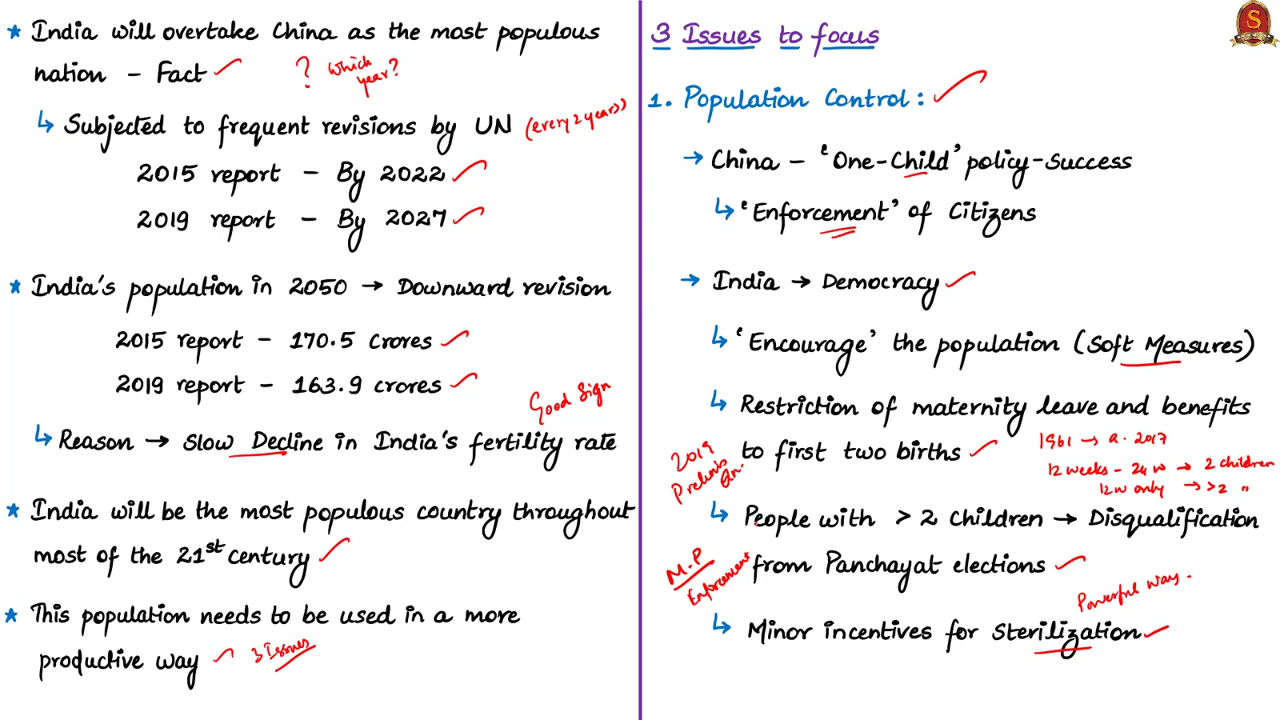 * India will overtake China as the most populous
nation - Fact ? which year?
↳ Subjected to frequent revisions by UN (every 2 years)
2015 report - By 2022
2019 report - By 2027
* India's population in 2050 → Downward revision
2015 report - 170.5 crores
2019 report - 163.9 crores
Good Sign
↳ Reason → Slow Decline in India's fertility rate
* India will be the most populous country throughout
most of the 21st century
* This population needs to be used in a more
productive way 3 Issues
3 Issues to focus
1. Population Control:
→ China - 'One-Child' policy-Success
↳ 'Enforcement' of Citizens
→ India → Democracy
↳ 'Encourage' the population (Soft Measures)
↳ Restriction of maternity leave and benefits
to first two births
1961 → a. 2017
12 weeks - 24 w → 2 children
12w only → >2 "
2019
Prelims Qn.
↳ People with > 2 Children → Disqualification
from Panchayat elections
M.P
Enforcement
Powerful way.
↳ Minor incentives for Sterilization
S